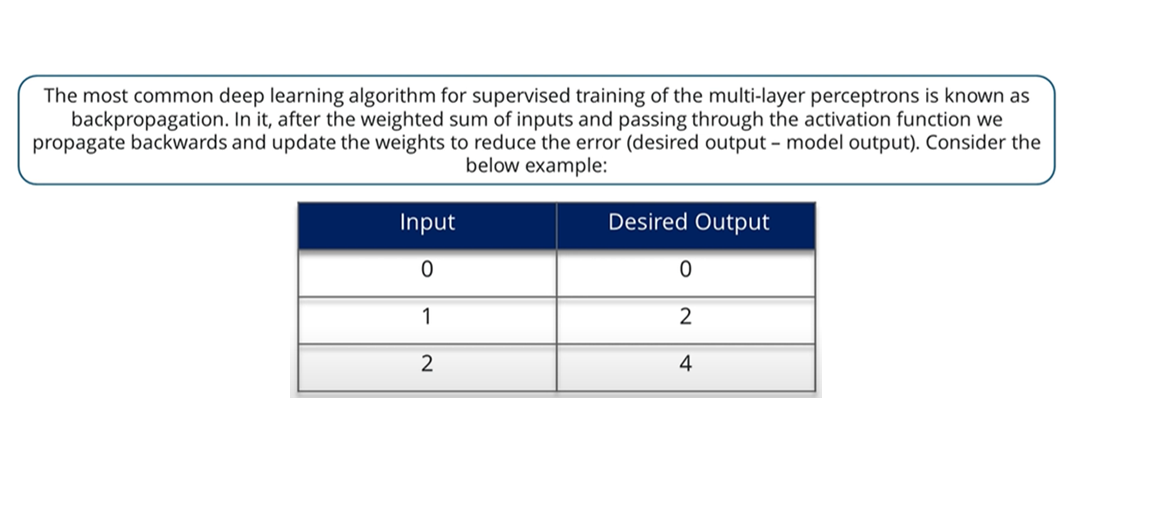 The most common deep learning algorithm for supervised training of the multi-layer perceptrons is known as
backpropagation. In it, after the weighted sum of inputs and passing through the activation function we
propagate backwards and update the weights to reduce the error (desired output – model output). Consider the
below example:
Input Desired Output
0 0
1 2
2 4